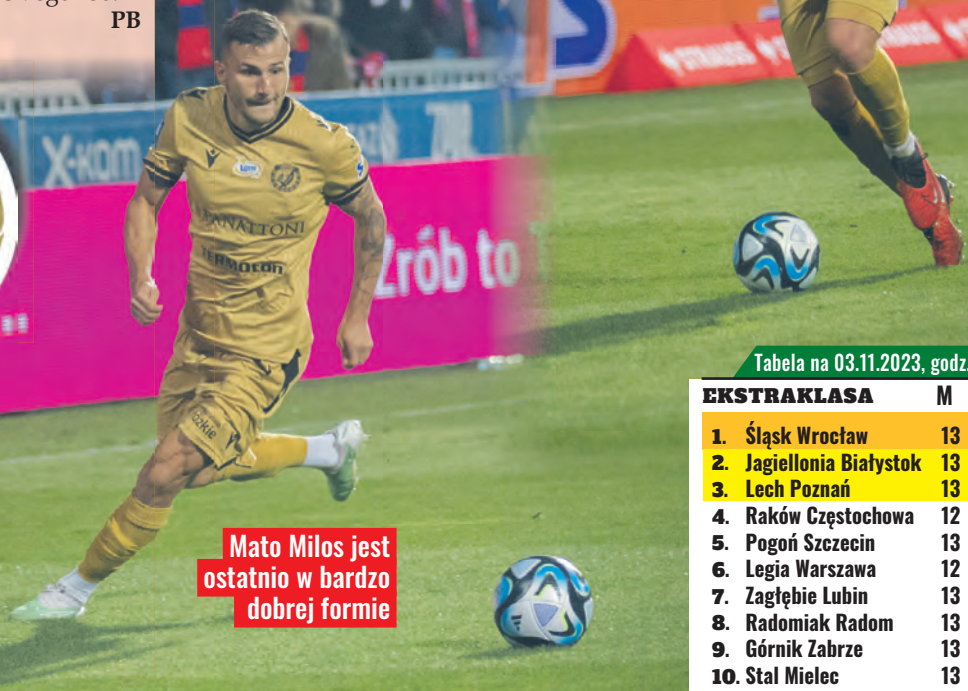 PB
X-KOM
STRAUSS
PANATTONI
TERMOTON
Zrób to
Mato Milos jest
ostatnio w bardzo
dobrej formie
Tabela na 03.11.2023, godz.
EKSTRAKLASA M
1. Śląsk Wrocław 13
2. Jagiellonia Białystok 13
3. Lech Poznań 13
4. Raków Częstochowa 12
5. Pogoń Szczecin 13
6. Legia Warszawa 12
7. Zagłębie Lubin 13
8. Radomiak Radom 13
9. Górnik Zabrze 13
10. Stal Mielec 13